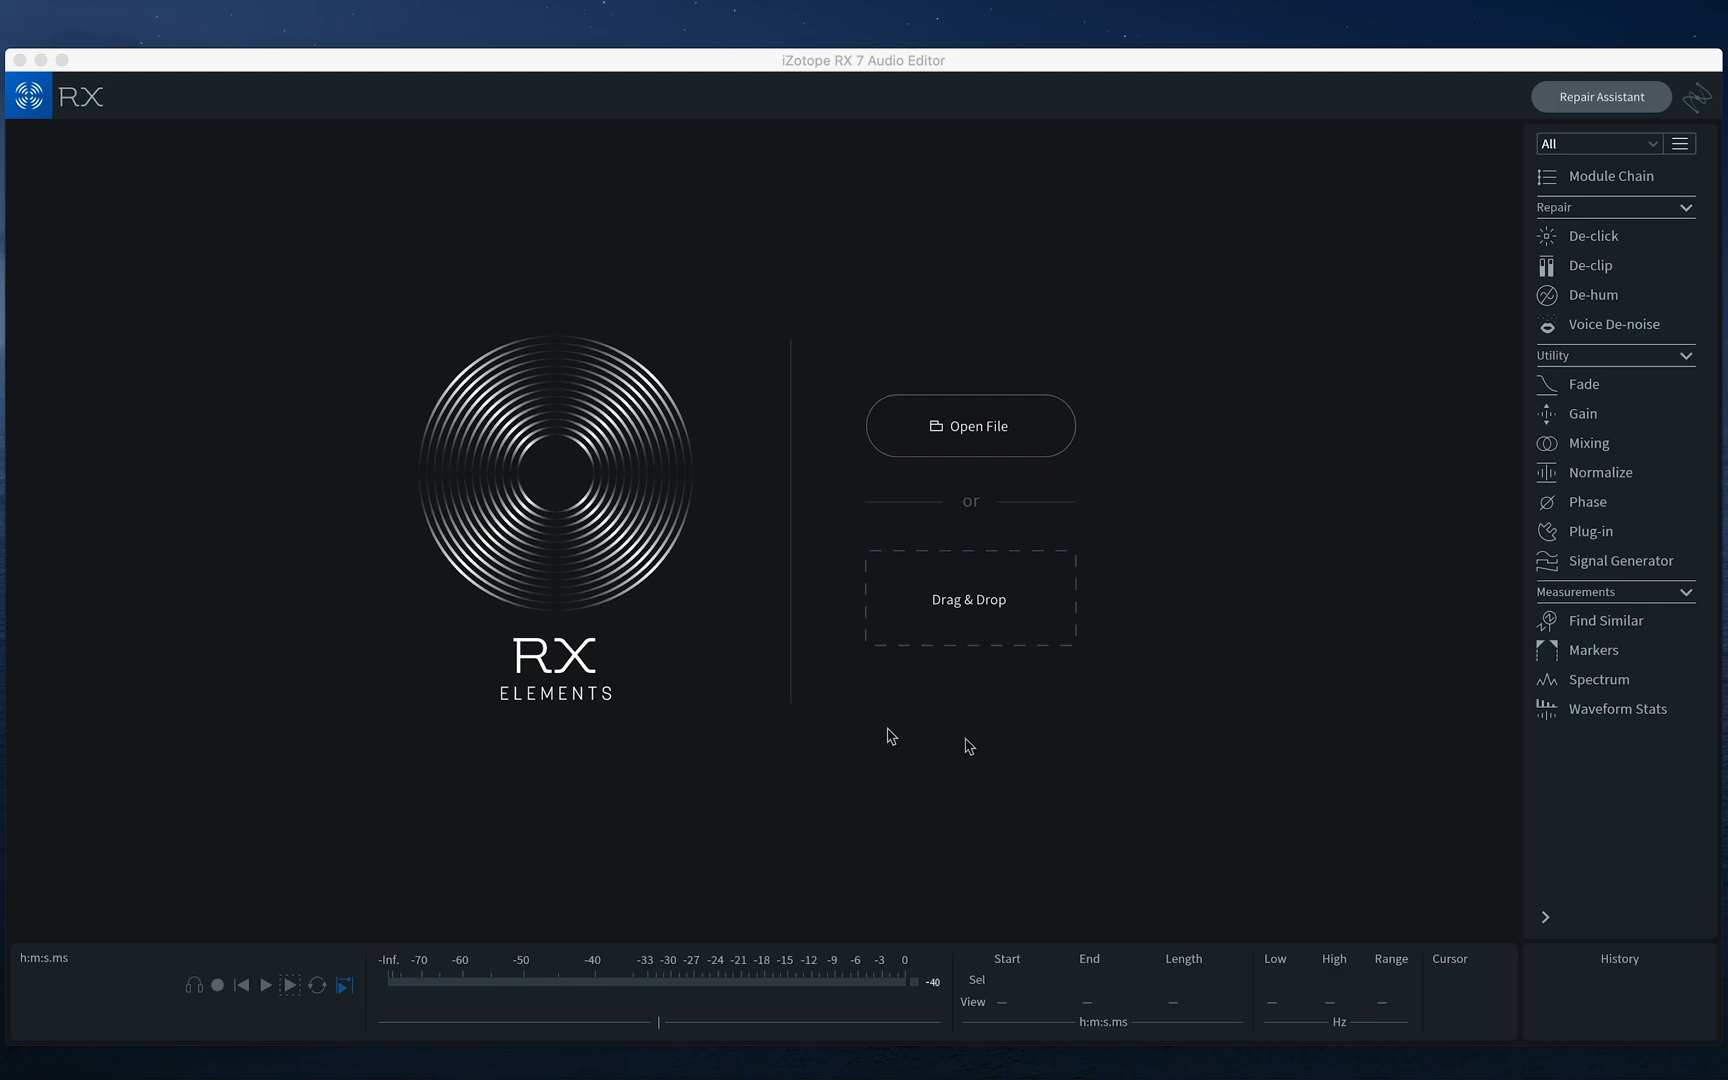 iZotope RX 7 Audio Editor
RX
Repair Assistant
All
Module Chain
Repair
De-click
De-clip
De-hum
Voice De-noise
Utility
Fade
Gain
Mixing
Normalize
Phase
Plug-in
Signal Generator
Measurements
Find Similar
Markers
Spectrum
Waveform Stats
Open File
or
Drag & Drop
RX
ELEMENTS
h:m:s.ms
-Inf. -70 -60 -50 -40 -33 -30 -27 -24 -21 -18 -15 -12 -9 -6 -3 0
-40
Start End Length
Sel
View — — —
h:m:s.ms
Low High Range
— — —
Hz
Cursor
History